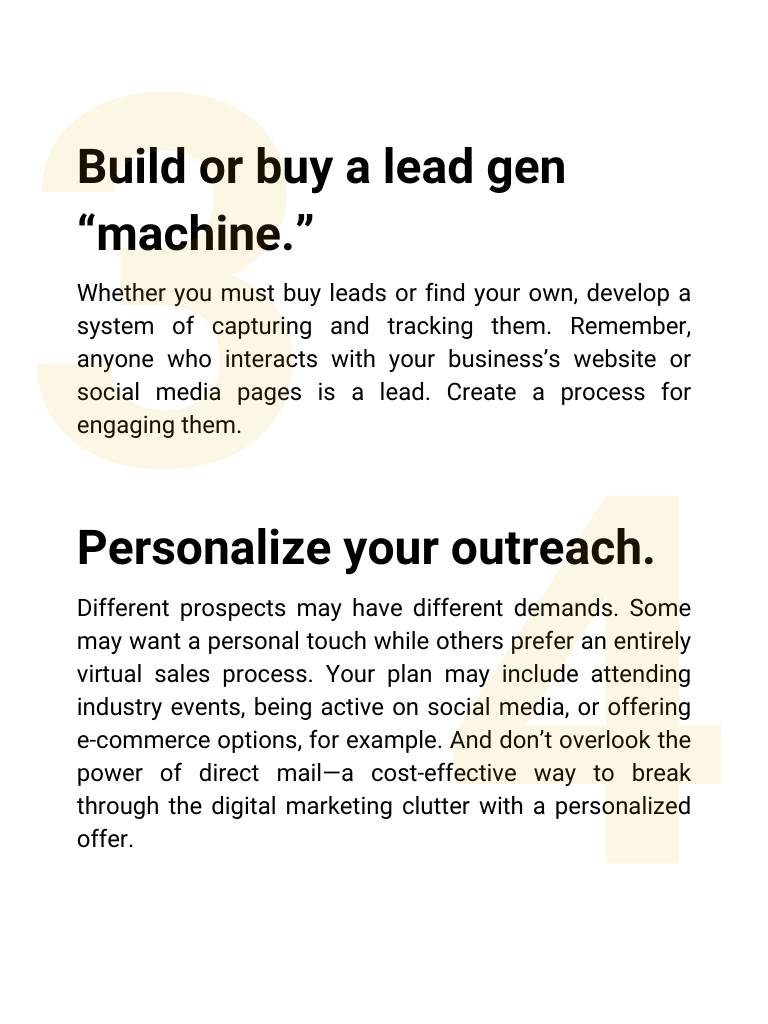 3
Build or buy a lead gen
“machine.”
Whether you must buy leads or find your own, develop a
system of capturing and tracking them. Remember,
anyone who interacts with your business’s website or
social media pages is a lead. Create a process for
engaging them.
4
Personalize your outreach.
Different prospects may have different demands. Some
may want a personal touch while others prefer an entirely
virtual sales process. Your plan may include attending
industry events, being active on social media, or offering
e-commerce options, for example. And don’t overlook the
power of direct mail—a cost-effective way to break
through the digital marketing clutter with a personalized
offer.